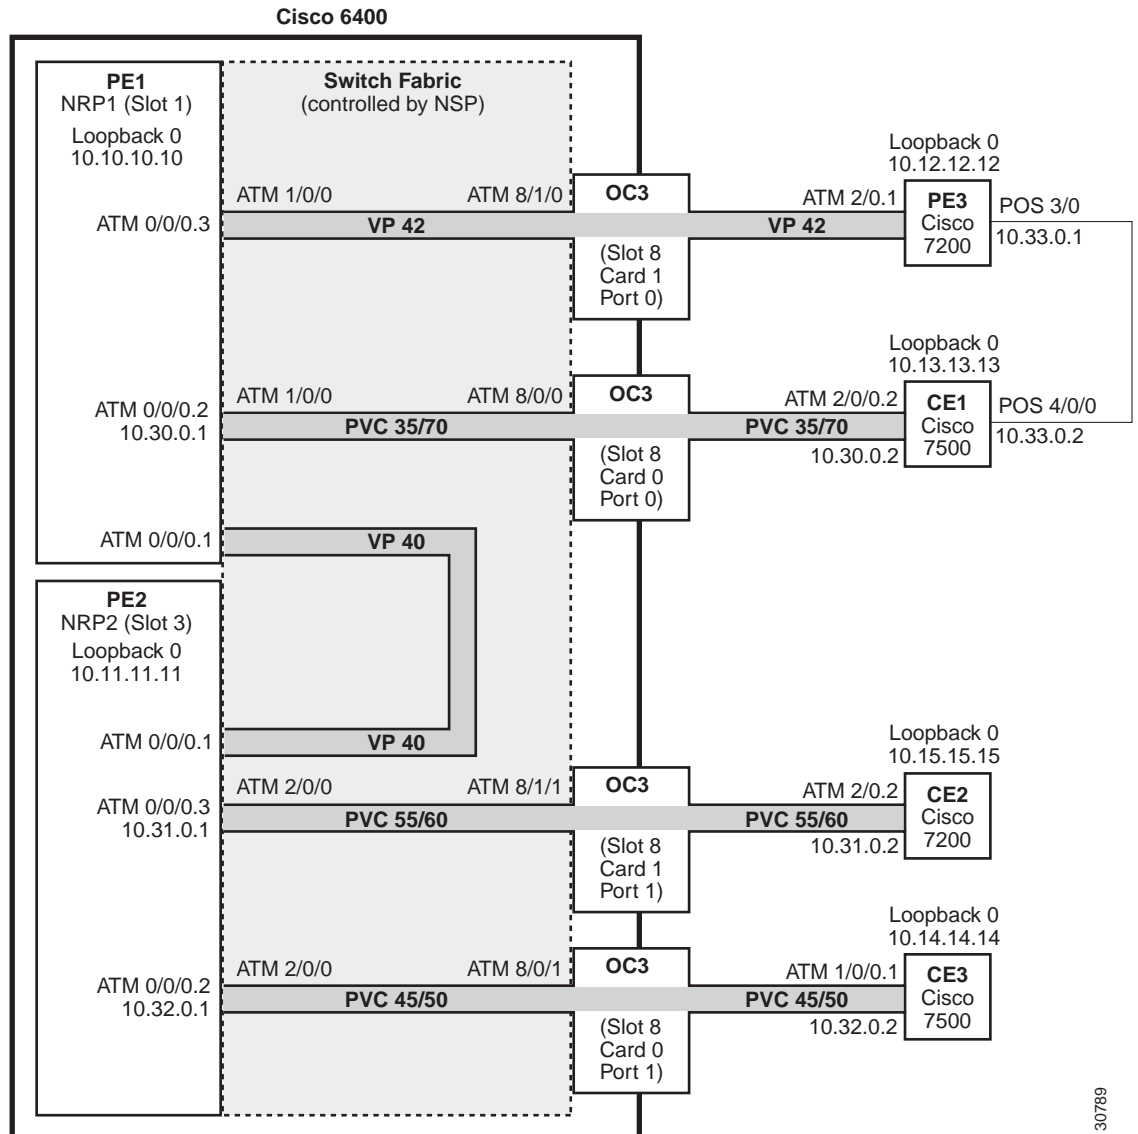 Cisco 6400
PE1
NRP1 (Slot 1)
Loopback 0
10.10.10.10
Switch Fabric
(controlled by NSP)
ATM 0/0/0.3
ATM 1/0/0
ATM 8/1/0
VP 42
OC3
(Slot 8
Card 1
Port 0)
ATM 2/0.1
VP 42
Loopback 0
10.12.12.12
PE3
Cisco
7200
POS 3/0
10.33.0.1
ATM 0/0/0.2
10.30.0.1
ATM 1/0/0
ATM 8/0/0
PVC 35/70
OC3
(Slot 8
Card 0
Port 0)
ATM 2/0/0.2
PVC 35/70
10.30.0.2
Loopback 0
10.13.13.13
CE1
Cisco
7500
POS 4/0/0
10.33.0.2
ATM 0/0/0.1
VP 40
PE2
NRP2 (Slot 3)
Loopback 0
10.11.11.11
ATM 0/0/0.1
VP 40
ATM 0/0/0.3
10.31.0.1
ATM 2/0/0
ATM 8/1/1
PVC 55/60
OC3
(Slot 8
Card 1
Port 1)
ATM 2/0.2
PVC 55/60
10.31.0.2
Loopback 0
10.15.15.15
CE2
Cisco
7200
ATM 0/0/0.2
10.32.0.1
ATM 2/0/0
ATM 8/0/1
PVC 45/50
OC3
(Slot 8
Card 0
Port 1)
ATM 1/0/0.1
PVC 45/50
10.32.0.2
Loopback 0
10.14.14.14
CE3
Cisco
7500
30789